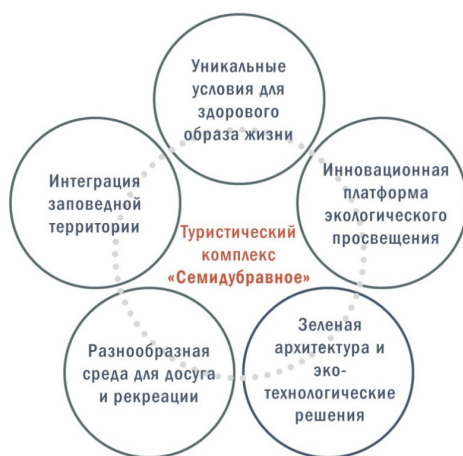 Уникальные
условия для
здорового
образа жизни
Инновационная
платформа
экологического
просвещения
Интеграция
заповедной
территории
Туристический
комплекс
«Семидубравное»
Разнообразная
среда для досуга
и рекреации
Зеленая
архитектура и
эко-
технологические
решения